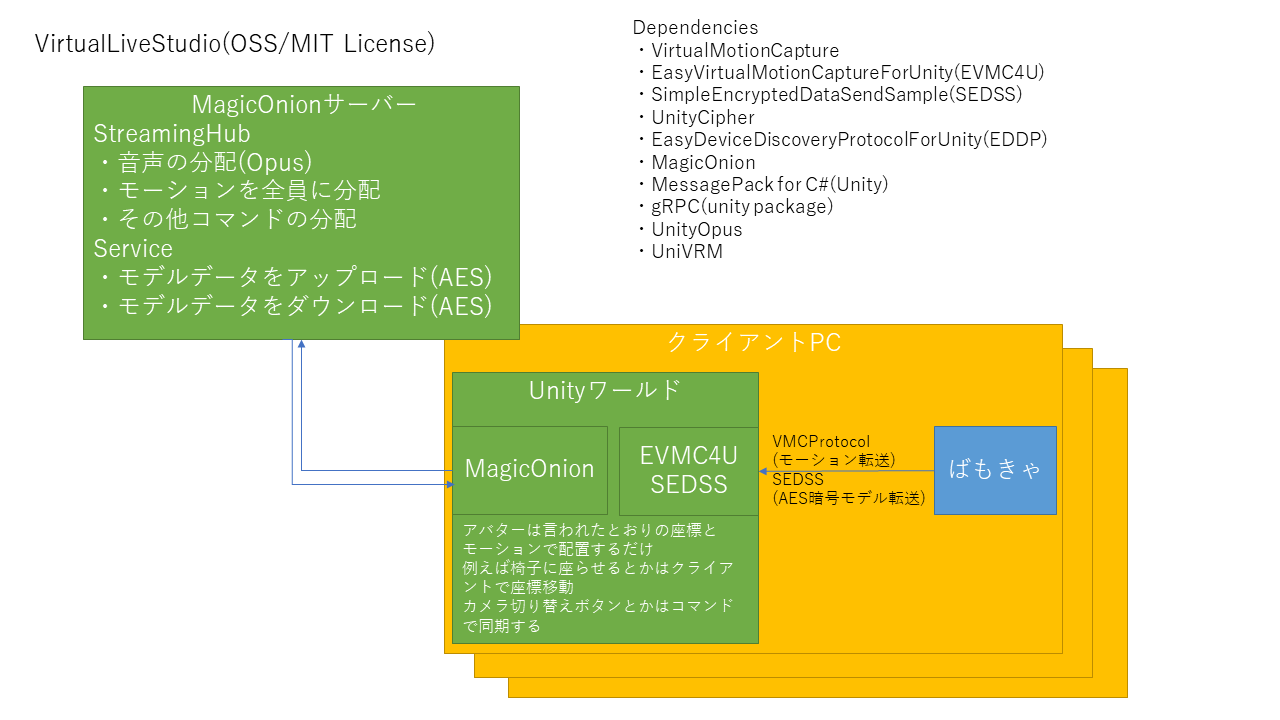 VirtualLiveStudio(OSS/MIT License)
Dependencies
・VirtualMotionCapture
・EasyVirtualMotionCaptureForUnity(EVMC4U)
・SimpleEncryptedDataSendSample(SEDSS)
・UnityCipher
・EasyDeviceDiscoveryProtocolForUnity(EDDP)
・MagicOnion
・MessagePack for C#(Unity)
・gRPC(unity package)
・UnityOpus
・UniVRM
MagicOnionサーバー
StreamingHub
・音声の分配(Opus)
・モーションを全員に分配
・その他コマンドの分配
Service
・モデルデータをアップロード(AES)
・モデルデータをダウンロード(AES)
クライアントPC
Unityワールド
MagicOnion
EVMC4U
SEDSS
VMCProtocol
(モーション転送)
SEDSS
(AES暗号モデル転送)
ばもきゃ
アバターは言われたとおりの座標と
モーションで配置するだけ
例えば椅子に座らせるとかはクライア
ントで座標移動
カメラ切り替えボタンとかはコマンド
で同期する